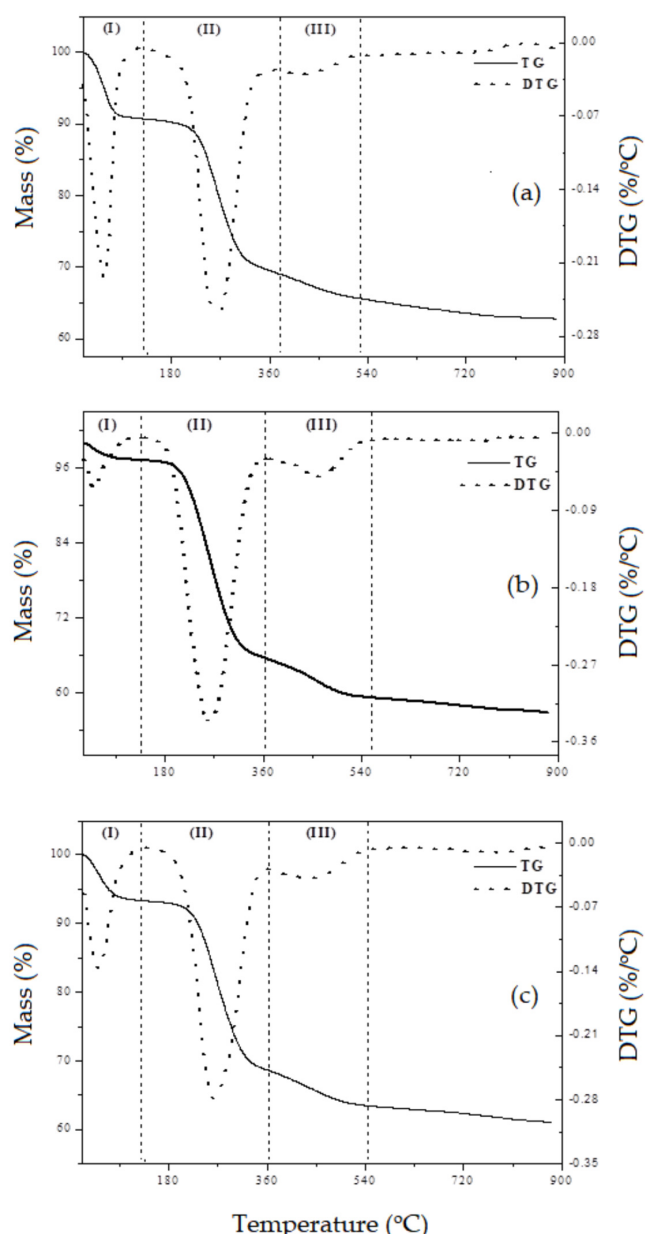 (I) (II) (III)
100
90
80
70
60
Mass (%)
0.00
-0.07
-0.14
-0.21
-0.28
DTG (%/°C)
TG
DTG
(a)
180 360 540 720 900
(I) (II) (III)
96
84
72
60
Mass (%)
0.00
-0.09
-0.18
-0.27
-0.36
DTG (%/°C)
TG
DTG
(b)
180 360 540 720 900
(I) (II) (III)
100
90
80
70
60
Mass (%)
0.00
-0.07
-0.14
-0.21
-0.28
-0.35
DTG (%/°C)
TG
DTG
(c)
180 360 540 720 900
Temperature (°C)